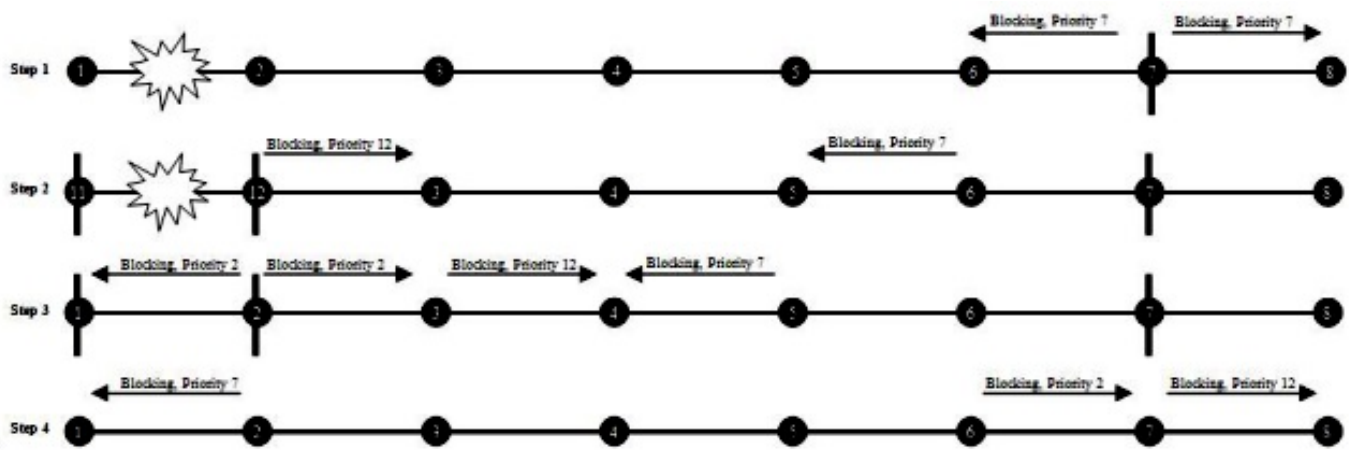 Blocking, Priority 7 Blocking, Priority 7
Step 1 1 2 3 4 5 6 7 8
Blocking, Priority 12 Blocking, Priority 7
Step 2 11 12 3 4 5 6 7 8
Blocking, Priority 2 Blocking, Priority 2 Blocking, Priority 12 Blocking, Priority 7
Step 3 1 2 3 4 5 6 7 8
Blocking, Priority 7 Blocking, Priority 2 Blocking, Priority 12
Step 4 1 2 3 4 5 6 7 8